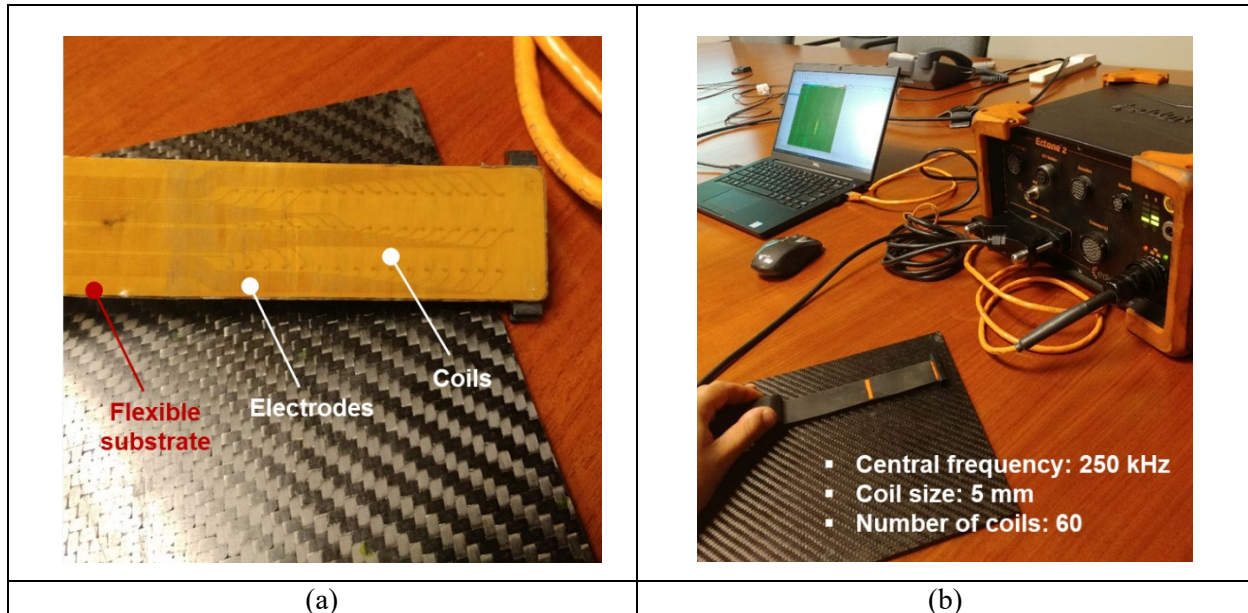 Coils
Electrodes
Flexible
substrate
Ectane 2
▪ Central frequency: 250 kHz
▪ Coil size: 5 mm
▪ Number of coils: 60
(a)
(b)